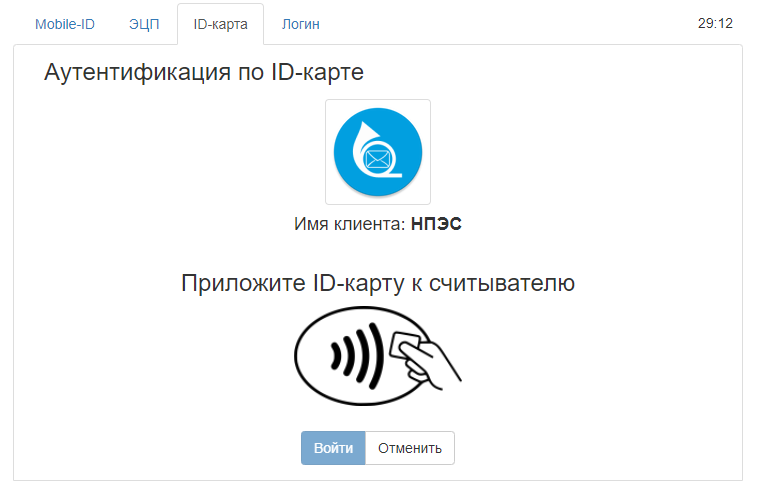 Mobile-ID ЭЦП ID-карта Логин 29:12
Аутентификация по ID-карте
Имя клиента: НПЭС
Приложите ID-карту к считывателю
Войти Отменить